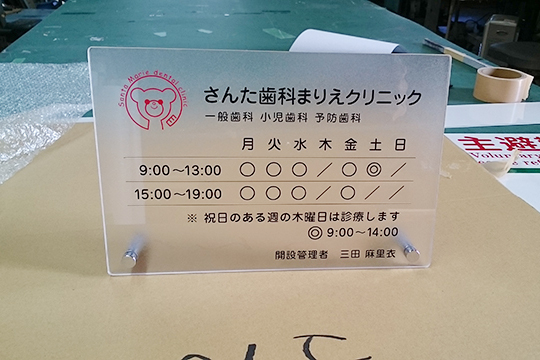 Santa Marie dental clinic
さんた歯科まりえクリニック
一般歯科 小児歯科 予防歯科
月 火 水 木 金 土 日
9:00〜13:00 ○ ○ ○ / ○ ◎ /
15:00〜19:00 ○ ○ ○ / ○ / /
※ 祝日のある週の木曜日は診療します
◎ 9:00〜14:00
開設管理者 三田 麻里衣
主避